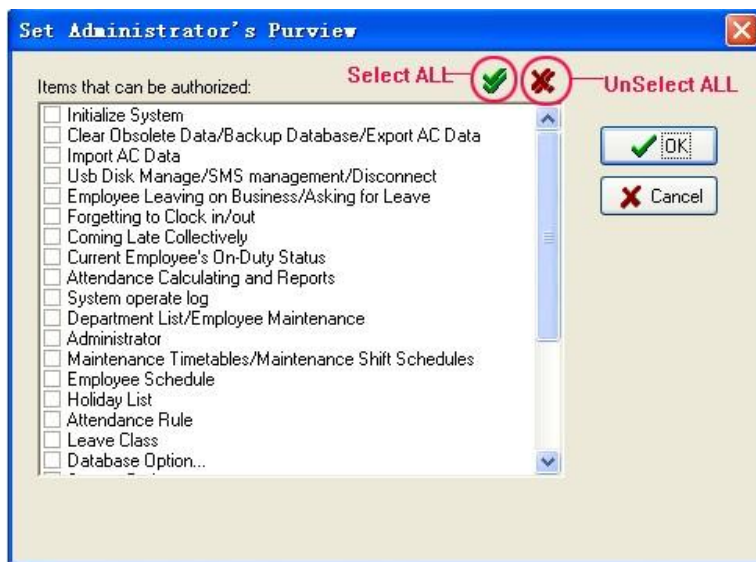 Set Administrator's Purview
Select ALL
UnSelect ALL
Items that can be authorized:
Initialize System
Clear Obsolete Data/Backup Database/Export AC Data
Import AC Data
Usb Disk Manage/SMS management/Disconnect
Employee Leaving on Business/Asking for Leave
Forgetting to Clock in/out
Coming Late Collectively
Current Employee's On-Duty Status
Attendance Calculating and Reports
System operate log
Department List/Employee Maintenance
Administrator
Maintenance Timetables/Maintenance Shift Schedules
Employee Schedule
Holiday List
Attendance Rule
Leave Class
Database Option...
OK
Cancel